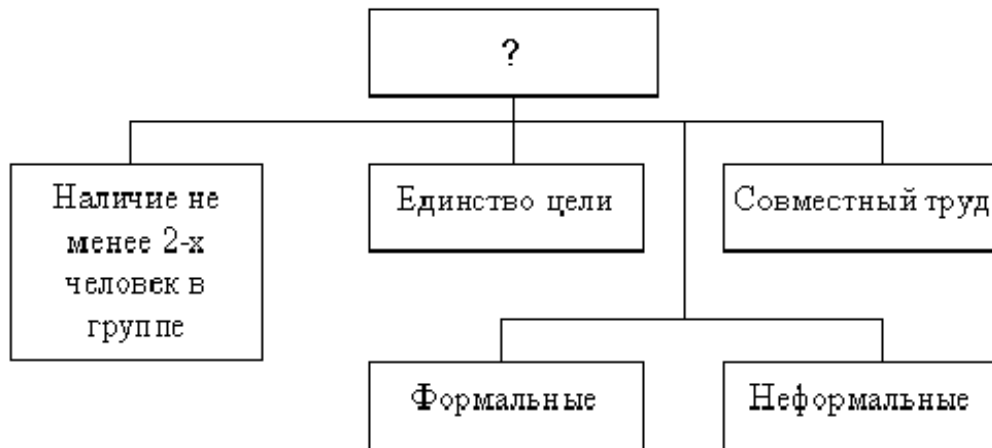 ?
Наличие не
менее 2-х
человек в
группе
Единство цели
Совместный труд
Формальные
Неформальные